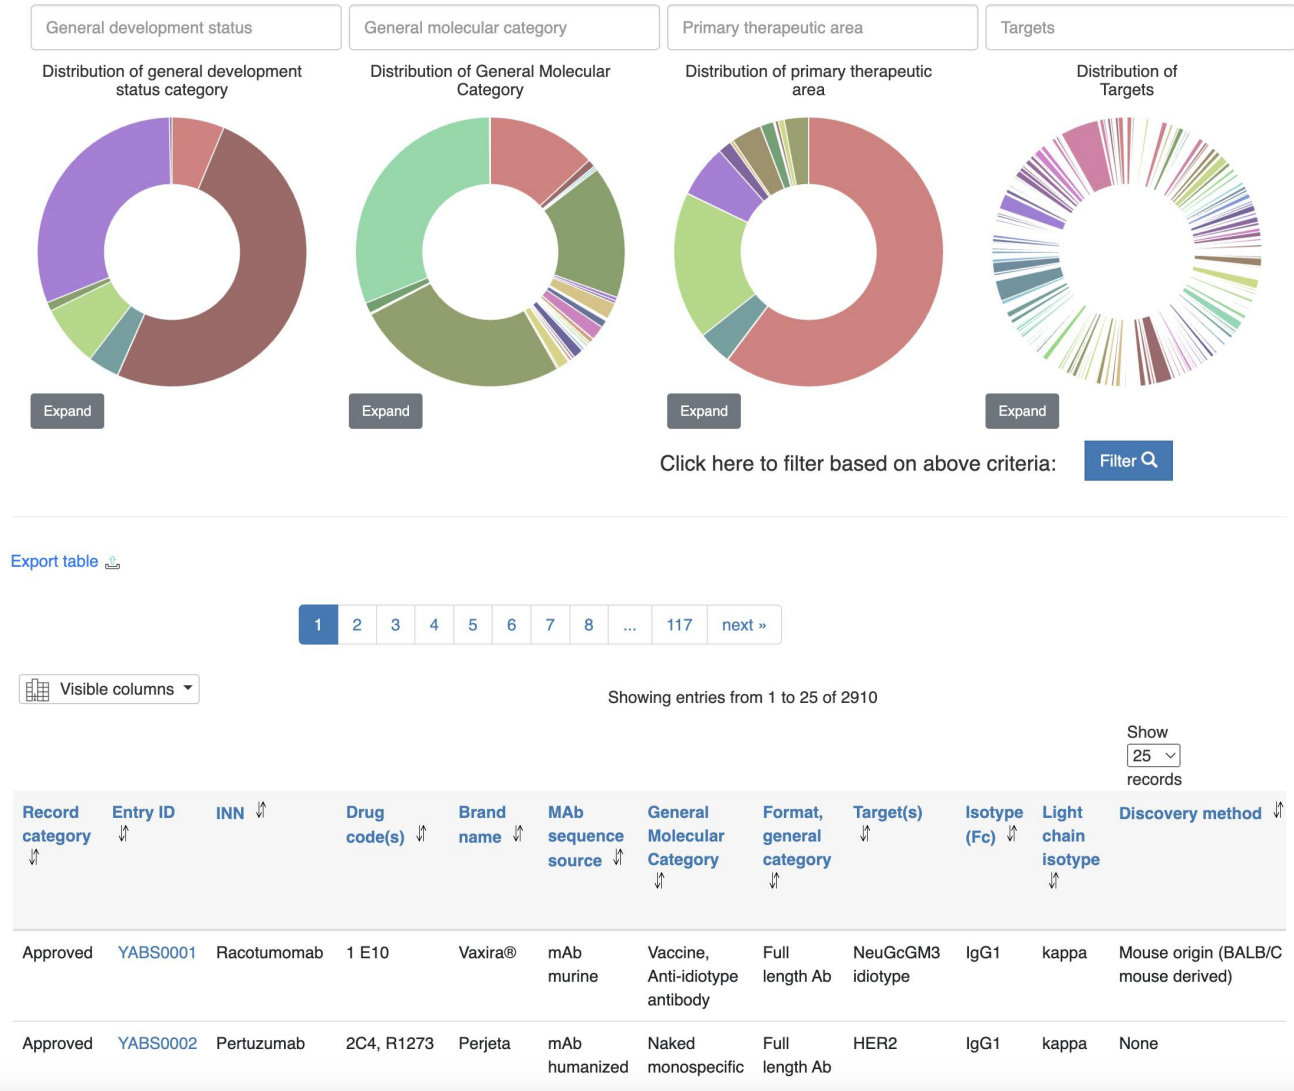 General development status
General molecular category
Primary therapeutic area
Targets
Distribution of general development
status category
Distribution of General Molecular
Category
Distribution of primary therapeutic
area
Distribution of
Targets
Expand
Expand
Expand
Expand
Click here to filter based on above criteria:
Filter
Export table
1 2 3 4 5 6 7 8 ... 117 next »
Visible columns
Showing entries from 1 to 25 of 2910
Show
25
records
Record
category
Entry ID
INN
Drug
code(s)
Brand
name
MAb
sequence
source
General
Molecular
Category
Format,
general
category
Target(s)
Isotype
(Fc)
Light
chain
isotype
Discovery method
Approved
YABS0001
Racotumomab
1 E10
Vaxira®
mAb
murine
Vaccine,
Anti-idiotype
antibody
Full
length Ab
NeuGcGM3
idiotype
IgG1
kappa
Mouse origin (BALB/C
mouse derived)
Approved
YABS0002
Pertuzumab
2C4, R1273
Perjeta
mAb
humanized
Naked
monospecific
Full
length Ab
HER2
IgG1
kappa
None